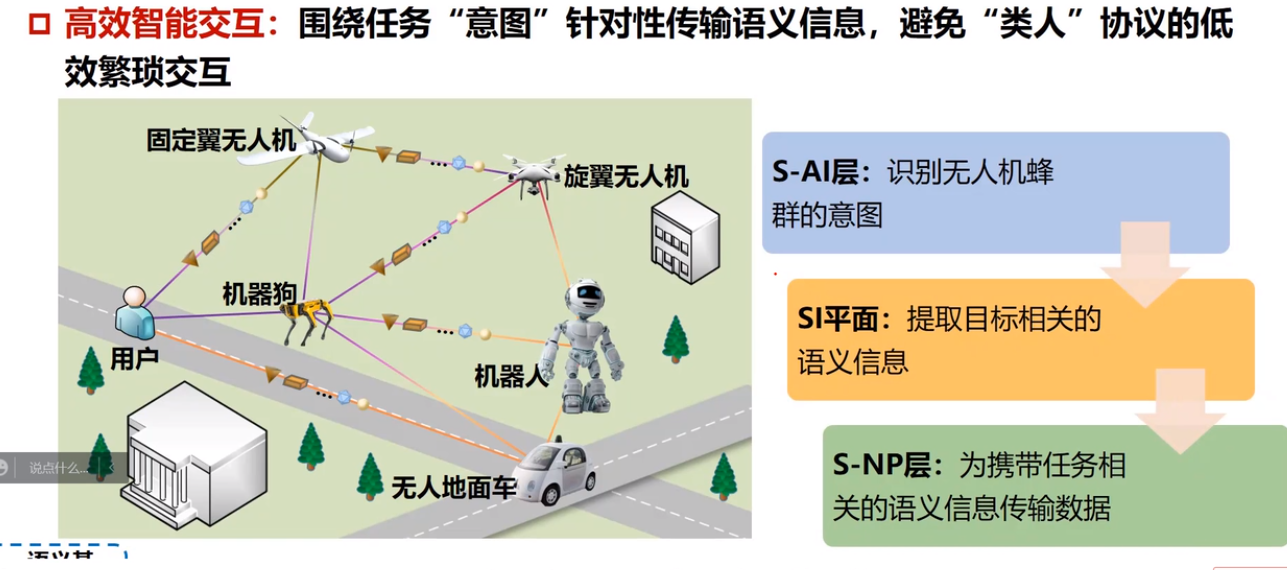 高效智能交互：围绕任务“意图”针对性传输语义信息，避免“类人”协议的低
效繁琐交互
固定翼无人机
旋翼无人机
机器狗
用户
机器人
无人地面车
S-AI层：识别无人机蜂
群的意图
SI平面：提取目标相关的
语义信息
S-NP层：为携带任务相
关的语义信息传输数据
说点什么...